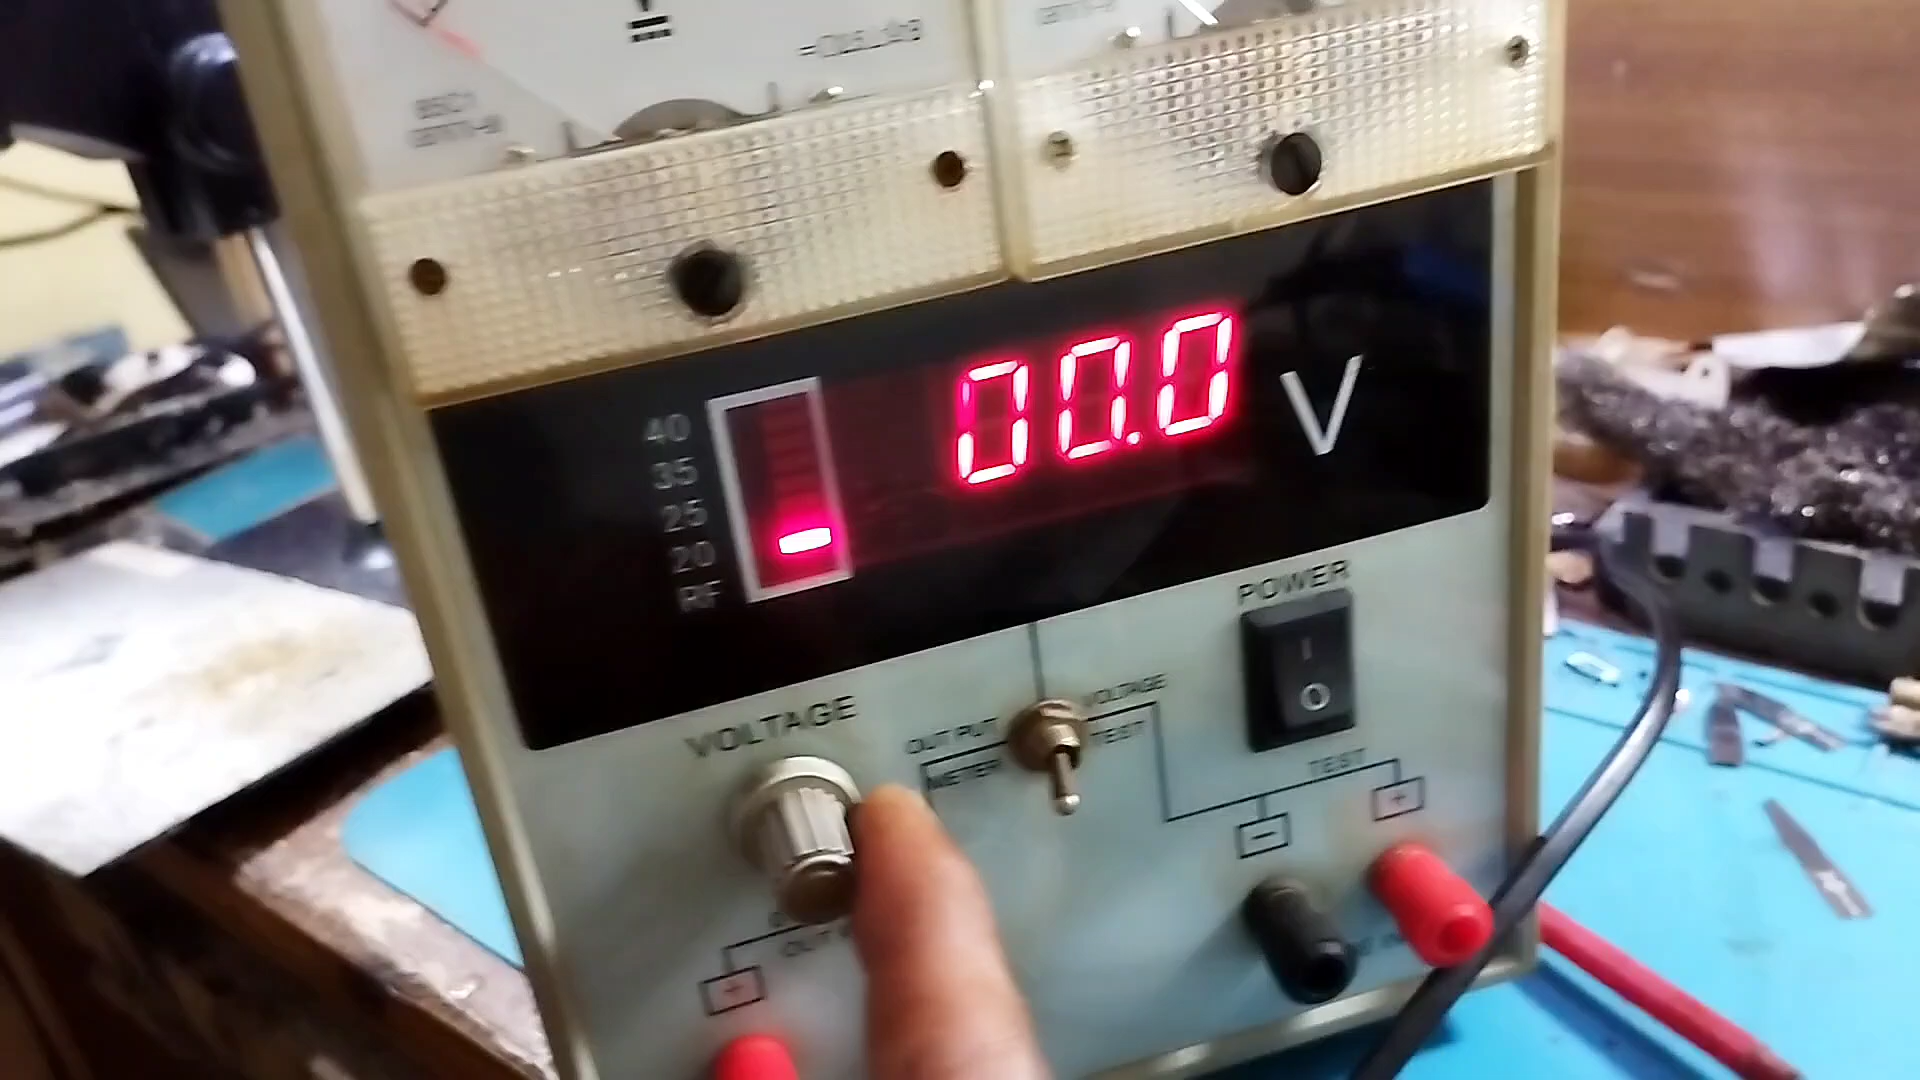 00.0 V
40
35
25
20
RF
POWER
VOLTAGE
OUT PUT
METER
VOLTAGE
TEST
I
O
TEST
-
+
+